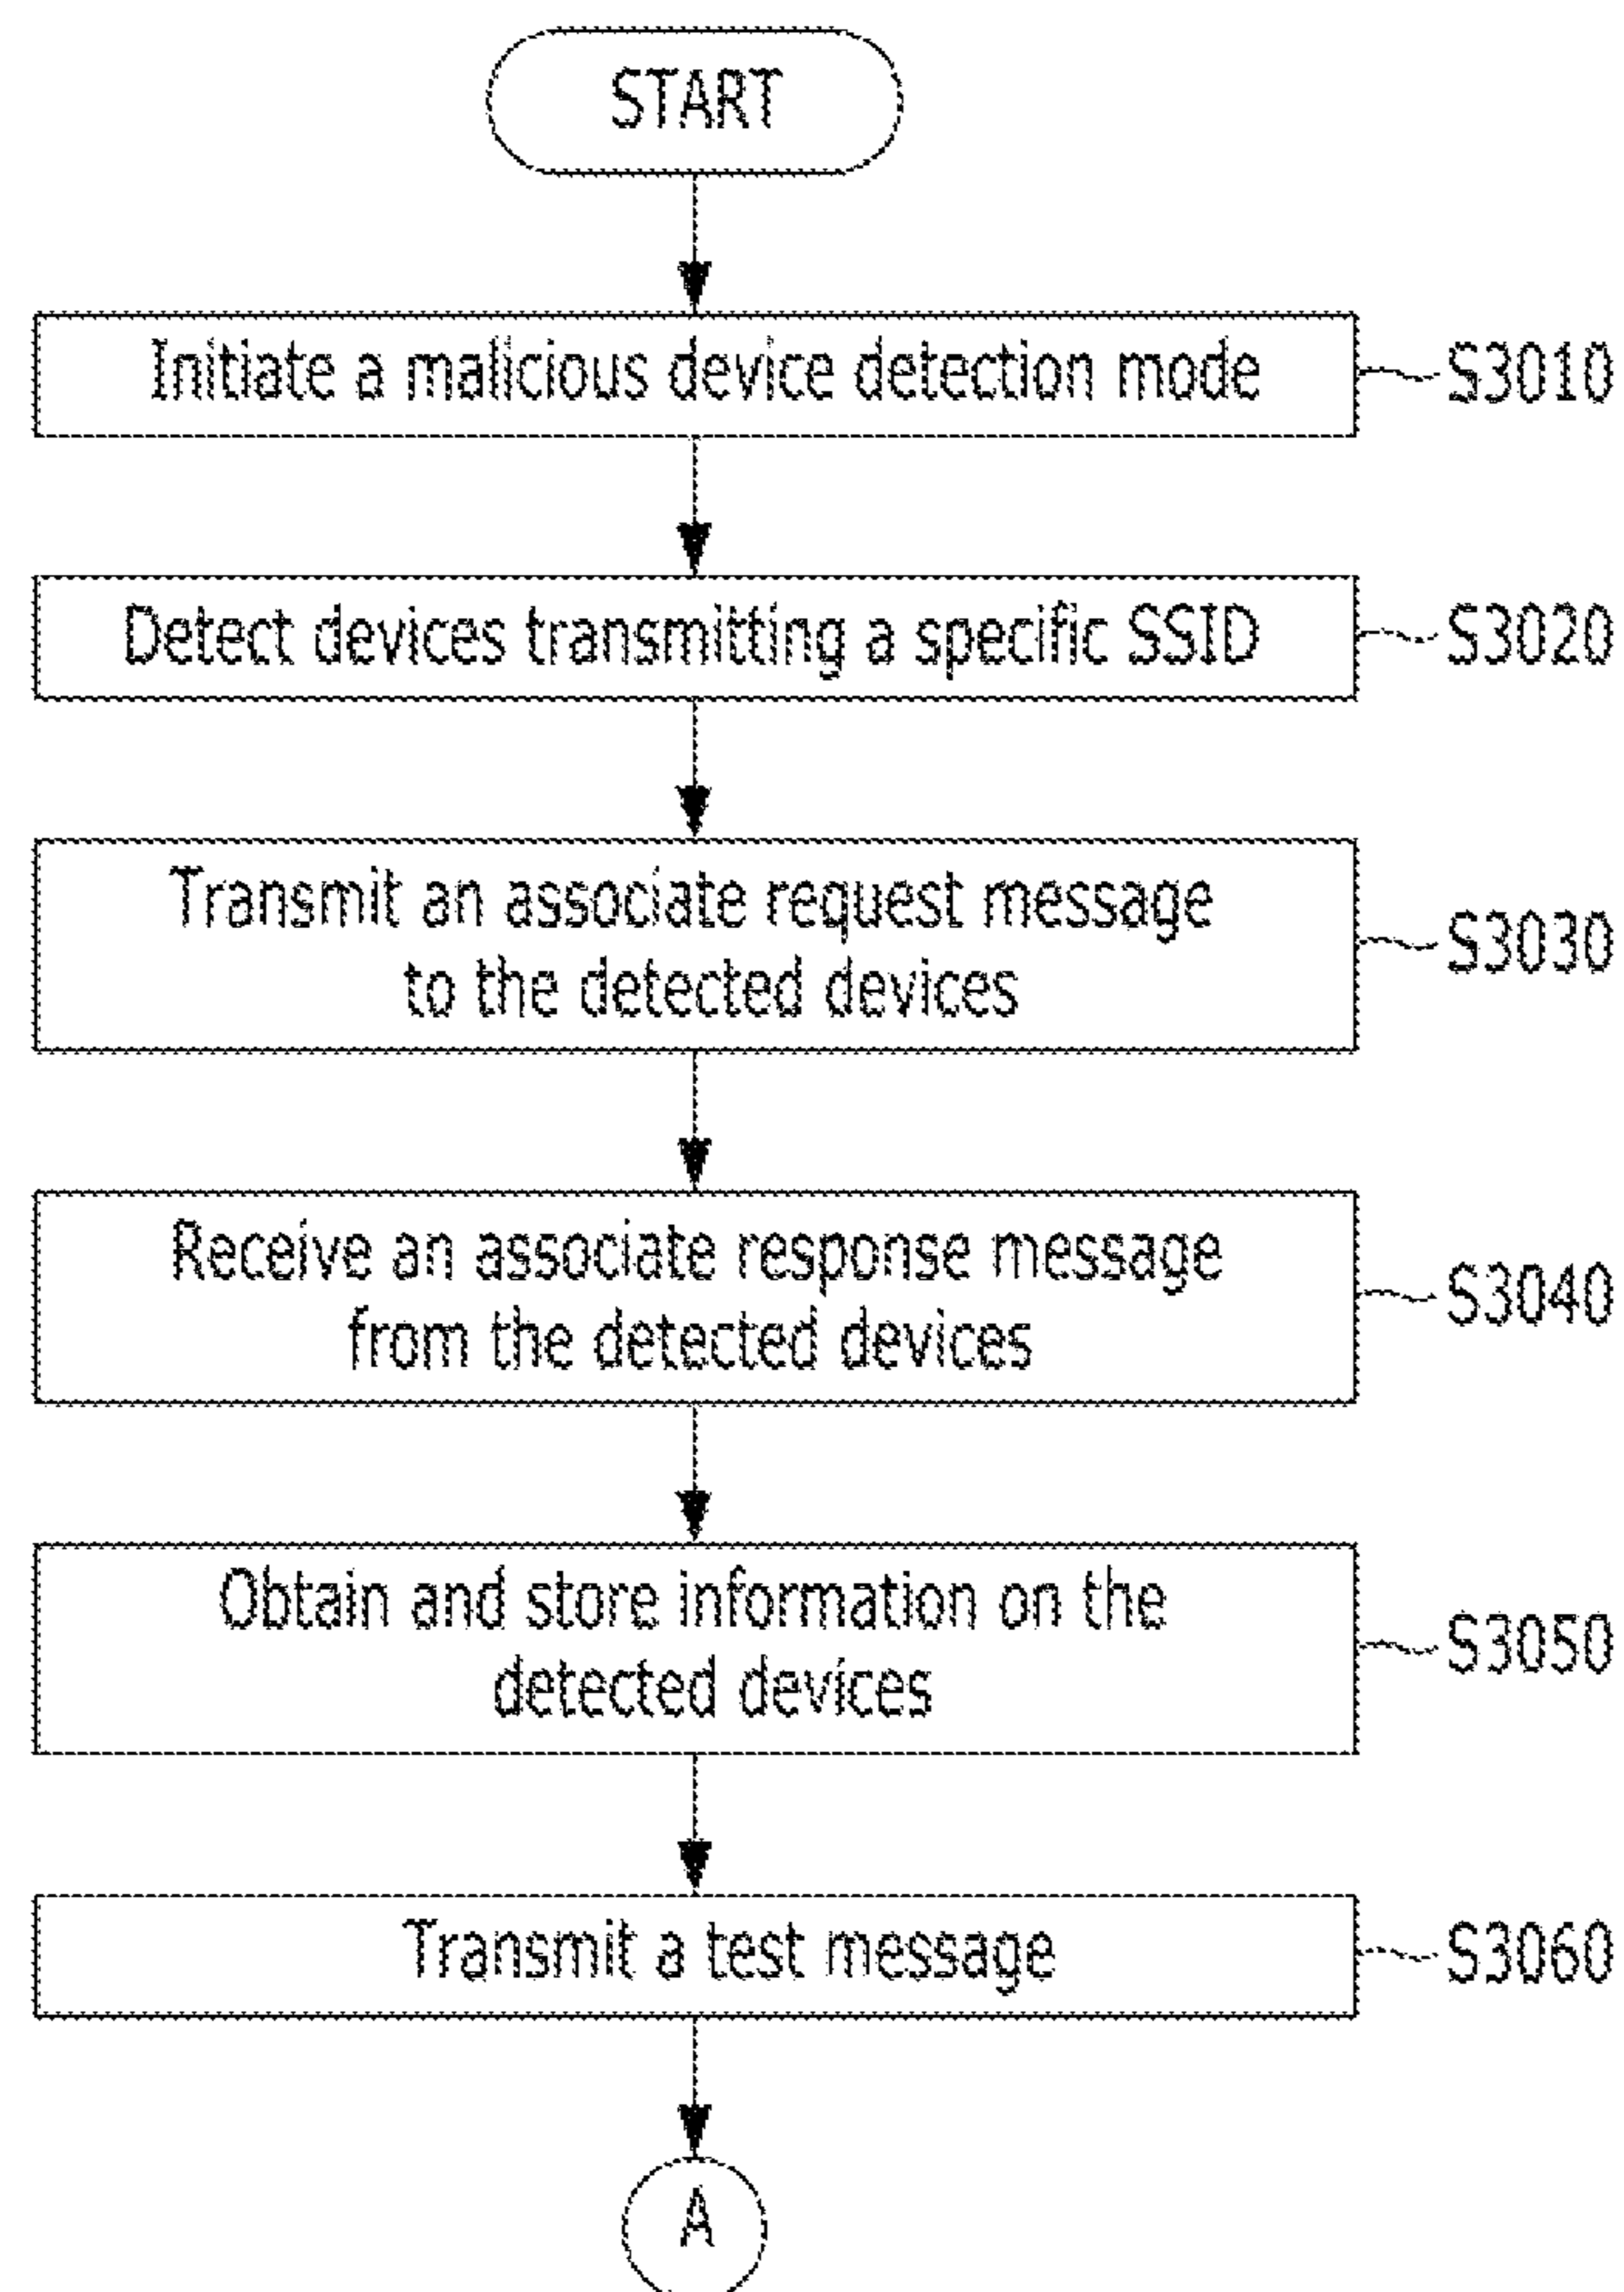 START
Initiate a malicious device detection mode
S3010
Detect devices transmitting a specific SSID
S3020
Transmit an associate request message
to the detected devices
S3030
Receive an associate response message
from the detected devices
S3040
Obtain and store information on the
detected devices
S3050
Transmit a test message
S3060
A